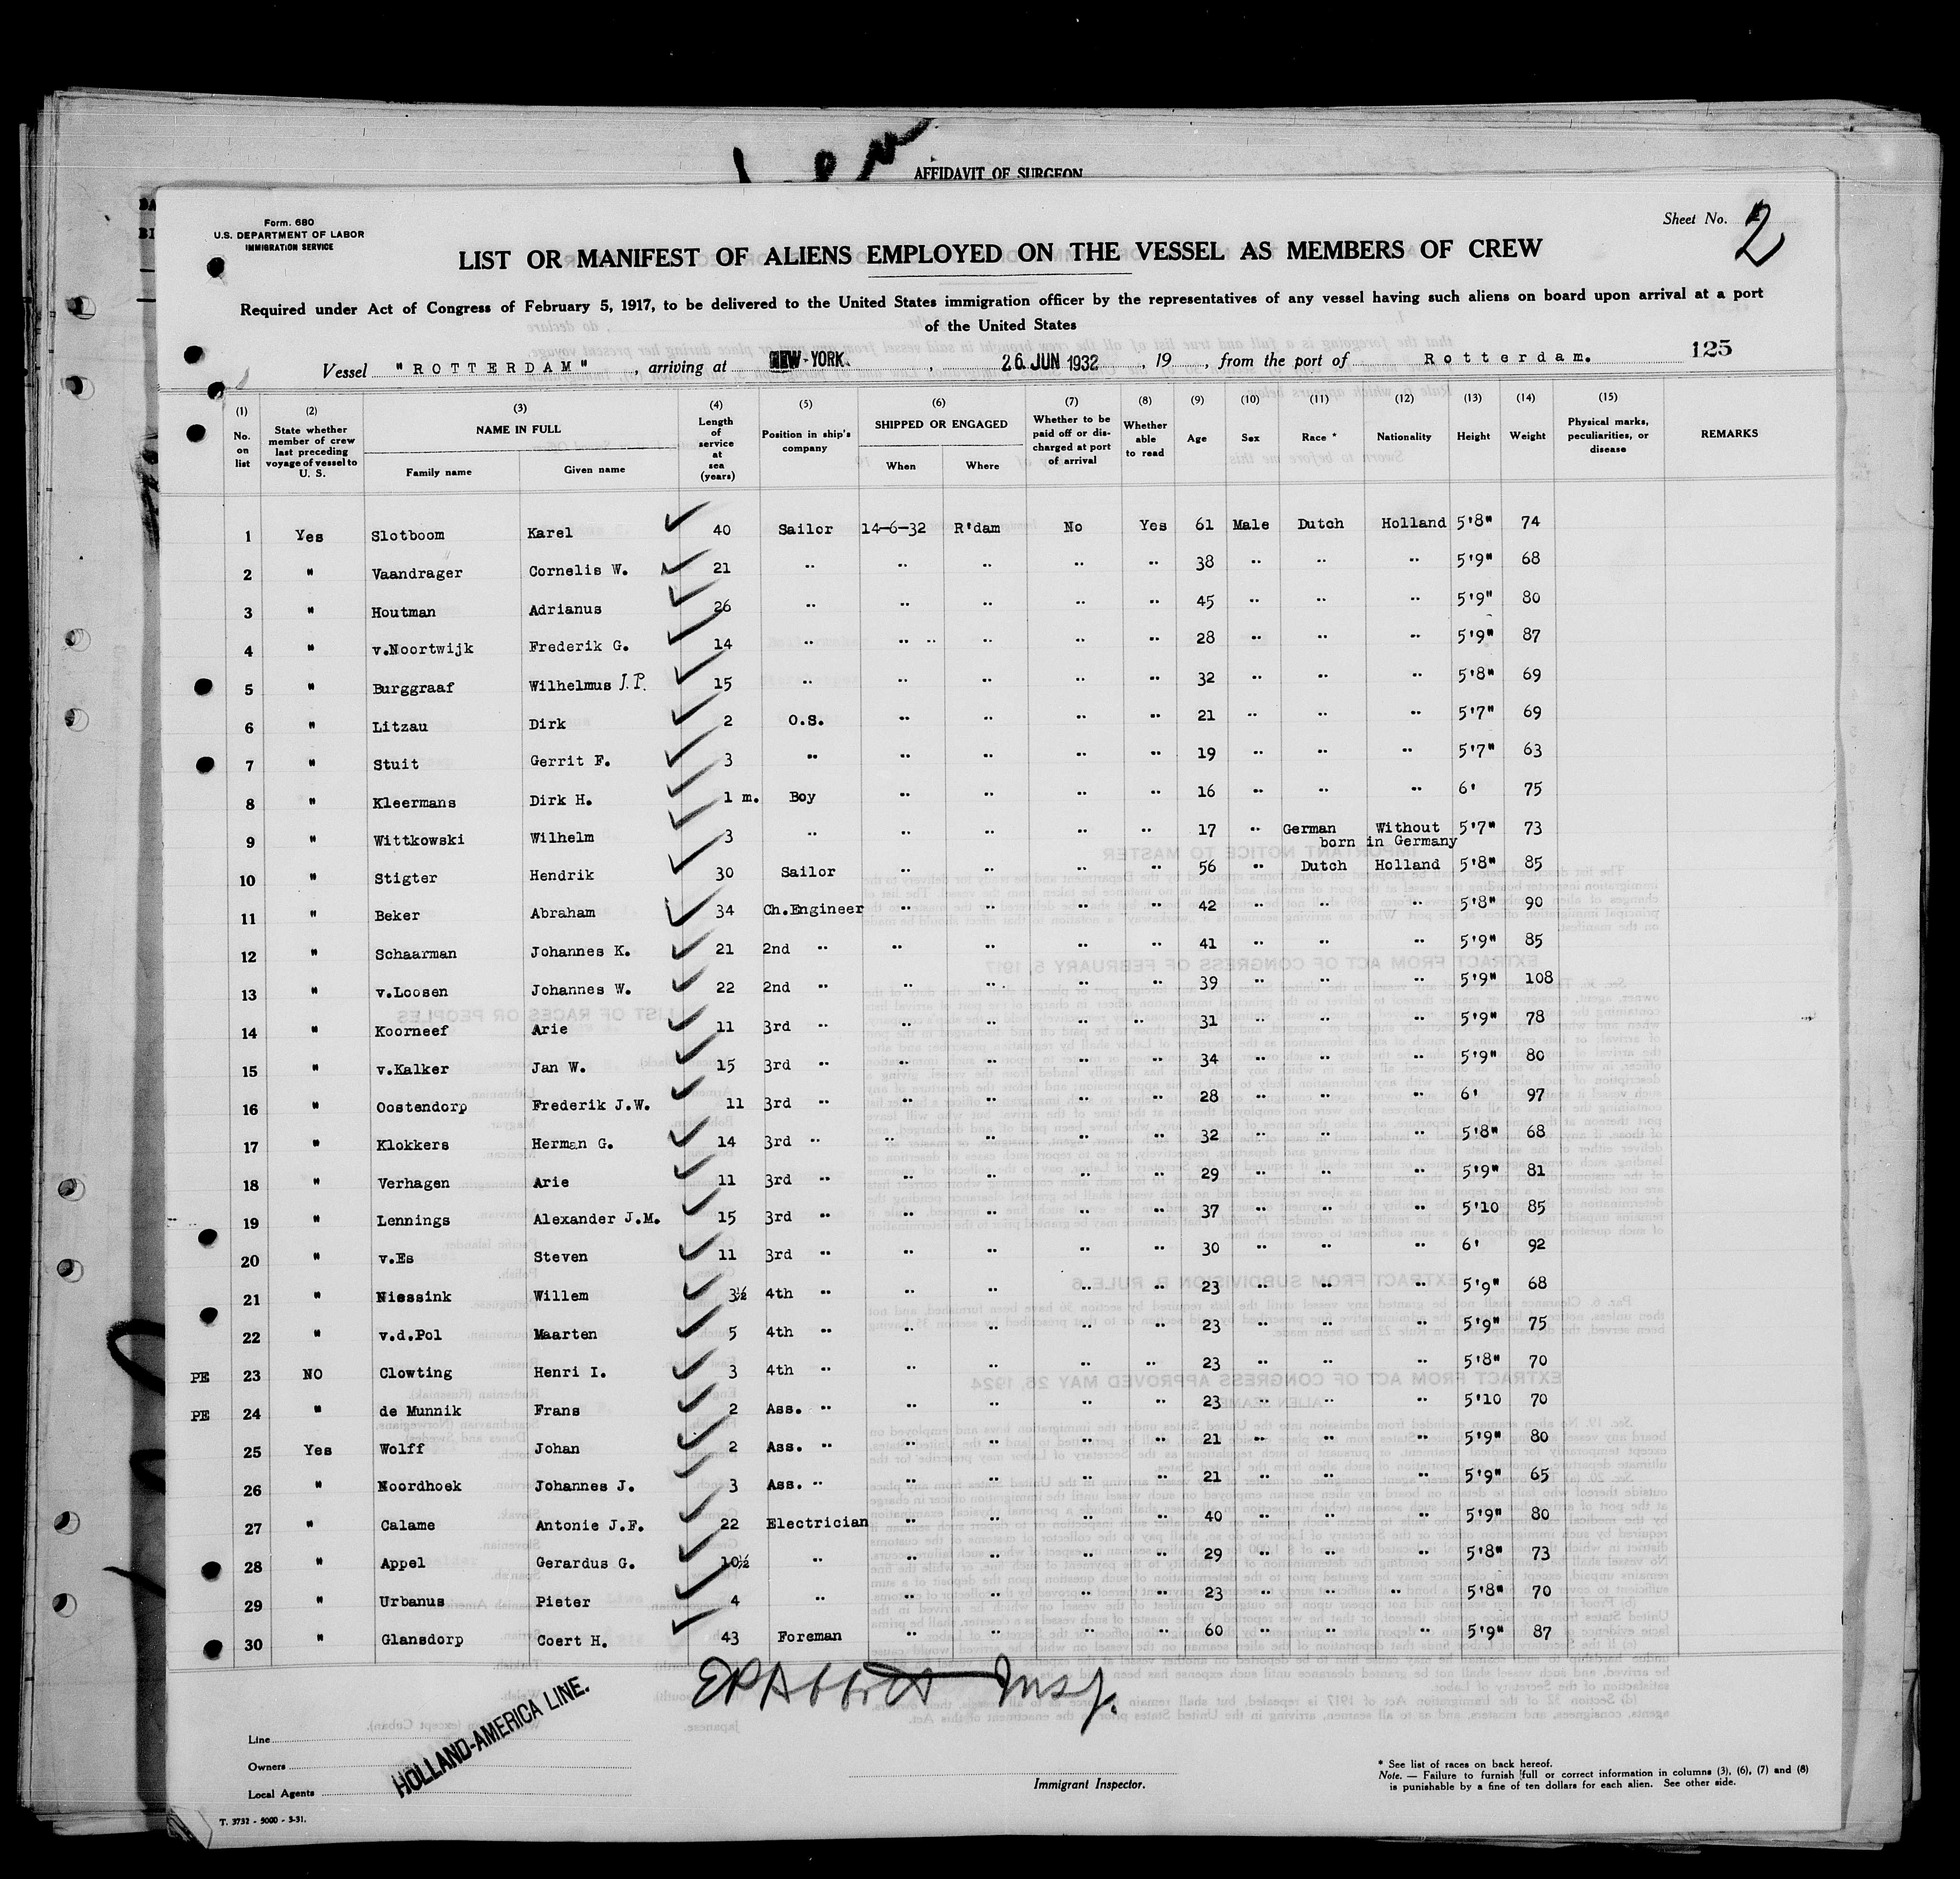 AFFIDAVIT OF SURGEON
Form. 680
U.S. DEPARTMENT OF LABOR
IMMIGRATION SERVICE
Sheet No. 2
LIST OR MANIFEST OF ALIENS EMPLOYED ON THE VESSEL AS MEMBERS OF CREW
Required under Act of Congress of February 5, 1917, to be delivered to the United States immigration officer by the representatives of any vessel having such aliens on board upon arrival at a port
of the United States
Vessel "ROTTERDAM", arriving at NEW-YORK., 26 JUN 1932, 19, from the port of Rotterdam. 125
(1) No. on list (2) State whether member of crew last preceding voyage of vessel to U. S. (3) NAME IN FULL Family name Given name (4) Length of service at sea (years) (5) Position in ship's company (6) SHIPPED OR ENGAGED When Where (7) Whether to be paid off or discharged at port of arrival (8) Whether able to read (9) Age (10) Sex (11) Race * (12) Nationality (13) Height (14) Weight (15) Physical marks, peculiarities, or disease REMARKS
1 Yes Slotboom Karel 40 Sailor 14-6-32 R'dam No Yes 61 Male Dutch Holland 5'8" 74
2 " Vaandrager Cornelis W. 21 " " " " " 38 " " " 5'9" 68
3 " Houtman Adrianus 26 " " " " " 45 " " " 5'9" 80
4 " v.Noortwijk Frederik G. 14 " " " " " " 28 " " " 5'9" 87
5 " Burggraaf Wilhelmus J.P. 15 " " " " " 32 " " " 5'8" 69
6 " Litzau Dirk 2 O.S. " " " " 21 " " " 5'7" 69
7 " Stuit Gerrit F. 3 " " " " " 19 " " " 5'7" 63
8 " Kleermans Dirk H. 1 m. Boy " " " " 16 " " " 6' 75
9 " Wittkowski Wilhelm 3 " " " " " 17 " German Without 5'7" 73
born in Germany
10 " Stigter Hendrik 30 Sailor " " " " 56 " Dutch Holland 5'8" 85
11 " Beker Abraham 34 Ch.Engineer " " " " 42 " " " 5'8" 90
12 " Schaarman Johannes K. 21 2nd " " " " " 41 " " " 5'9" 85
13 " v.Loosen Johannes W. 22 2nd " " " " " 39 " " " 5'9" 108
14 " Koorneef Arie 11 3rd " " " " " 31 " " " 5'9" 78
15 " v.Kalker Jan W. 15 3rd " " " " " 34 " " " 5'9" 80
16 " Oostendorp Frederik J.W. 11 3rd " " " " " 28 " " " 6' 97
17 " Klokkers Herman G. 14 3rd " " " " " 32 " " " 5'8" 68
18 " Verhagen Arie 11 3rd " " " " " 29 " " " 5'9" 81
19 " Lennings Alexander J.M. 15 3rd " " " " " 37 " " " 5'10 85
20 " v.Es Steven 11 3rd " " " " " 30 " " " 6' 92
21 " Niessink Willem 3½ 4th " " " " " 23 " " " 5'9" 68
22 " v.d.Pol Maarten 5 4th " " " " " 23 " " " 5'9" 75
PE 23 NO Clowting Henri I. 3 4th " " " " " 23 " " " 5'8" 70
PE 24 " de Munnik Frans 2 Ass. " " " " " 23 " " " 5'10 70
25 Yes Wolff Johan 2 Ass. " " " " " 21 " " " 5'9" 80
26 " Noordhoek Johannes J. 3 Ass. " " " " " 21 " " " 5'9" 65
27 " Calame Antonie J.F. 22 Electrician " " " " 40 " " " 5'9" 80
28 " Appel Gerardus G. 10½ " " " " " 29 " " " 5'8" 73
29 " Urbanus Pieter 4 " " " " " 23 " " " 5'8" 70
30 " Glansdorp Coert H. 43 Foreman " " " " 60 " " " 5'9" 87
Insp.
Line
Owners
Local Agents
HOLLAND-AMERICA LINE.
Immigrant Inspector.
* See list of races on back hereof.
Note. — Failure to furnish full or correct information in columns (3), (6), (7) and (8)
is punishable by a fine of ten dollars for each alien. See other side.
T. 3732 - 5000 - 3-31.